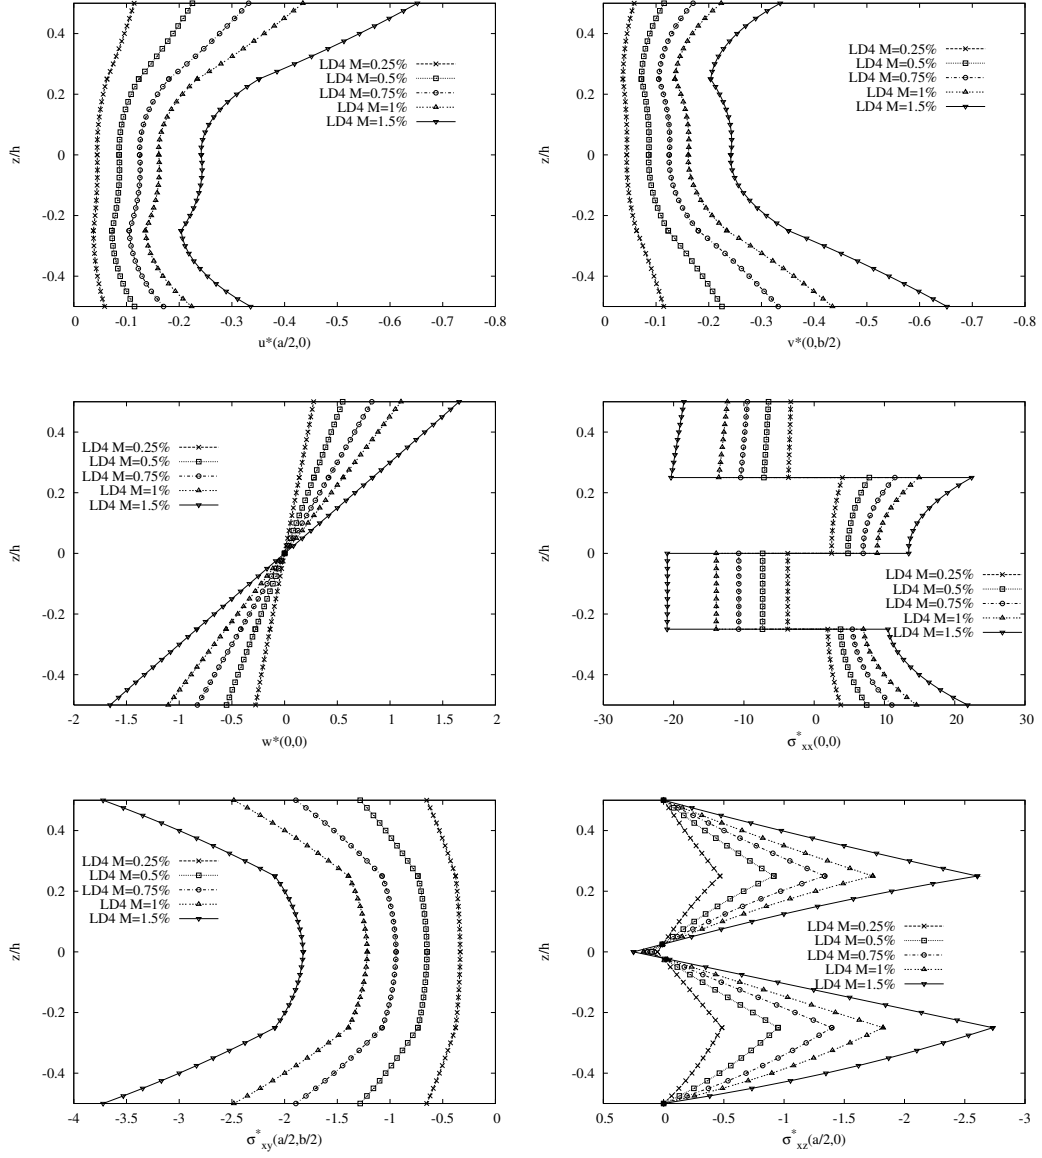 0.4
0.2
0
-0.2
-0.4
z/h
LD4 M=0.25%
LD4 M=0.5%
LD4 M=0.75%
LD4 M=1%
LD4 M=1.5%
0 -0.1 -0.2 -0.3 -0.4 -0.5 -0.6 -0.7 -0.8
u*(a/2,0)
0.4
0.2
0
-0.2
-0.4
z/h
LD4 M=0.25%
LD4 M=0.5%
LD4 M=0.75%
LD4 M=1%
LD4 M=1.5%
0 -0.1 -0.2 -0.3 -0.4 -0.5 -0.6 -0.7 -0.8
v*(0,b/2)
0.4
0.2
0
-0.2
-0.4
z/h
LD4 M=0.25%
LD4 M=0.5%
LD4 M=0.75%
LD4 M=1%
LD4 M=1.5%
-2 -1.5 -1 -0.5 0 0.5 1 1.5 2
w*(0,0)
0.4
0.2
0
-0.2
-0.4
z/h
LD4 M=0.25%
LD4 M=0.5%
LD4 M=0.75%
LD4 M=1%
LD4 M=1.5%
-30 -20 -10 0 10 20 30
σ*xx(0,0)
0.4
0.2
0
-0.2
-0.4
z/h
LD4 M=0.25%
LD4 M=0.5%
LD4 M=0.75%
LD4 M=1%
LD4 M=1.5%
-4 -3.5 -3 -2.5 -2 -1.5 -1 -0.5 0
σ*xy(a/2,b/2)
0.4
0.2
0
-0.2
-0.4
z/h
LD4 M=0.25%
LD4 M=0.5%
LD4 M=0.75%
LD4 M=1%
LD4 M=1.5%
0.5 0 -0.5 -1 -1.5 -2 -2.5 -3
σ*xz(a/2,0)